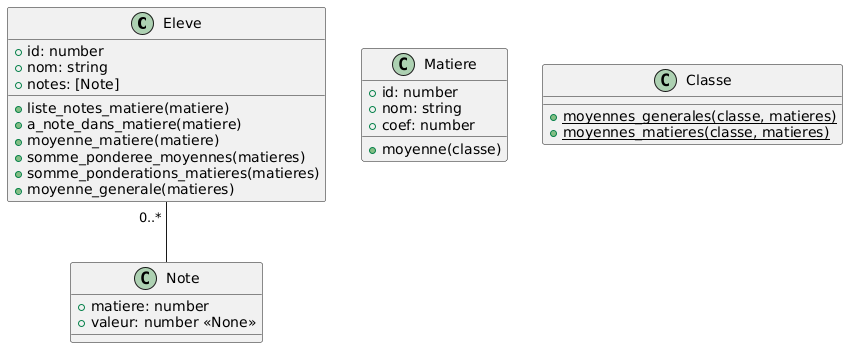 C Eleve
id: number
nom: string
notes: [Note]
liste_notes_matiere(matiere)
a_note_dans_matiere(matiere)
moyenne_matiere(matiere)
somme_ponderee_moyennes(matieres)
somme_ponderations_matieres(matieres)
moyenne_generale(matieres)
C Matiere
id: number
nom: string
coef: number
moyenne(classe)
C Classe
moyennes_generales(classe, matieres)
moyennes_matieres(classe, matieres)
0..*
C Note
matiere: number
valeur: number «None»